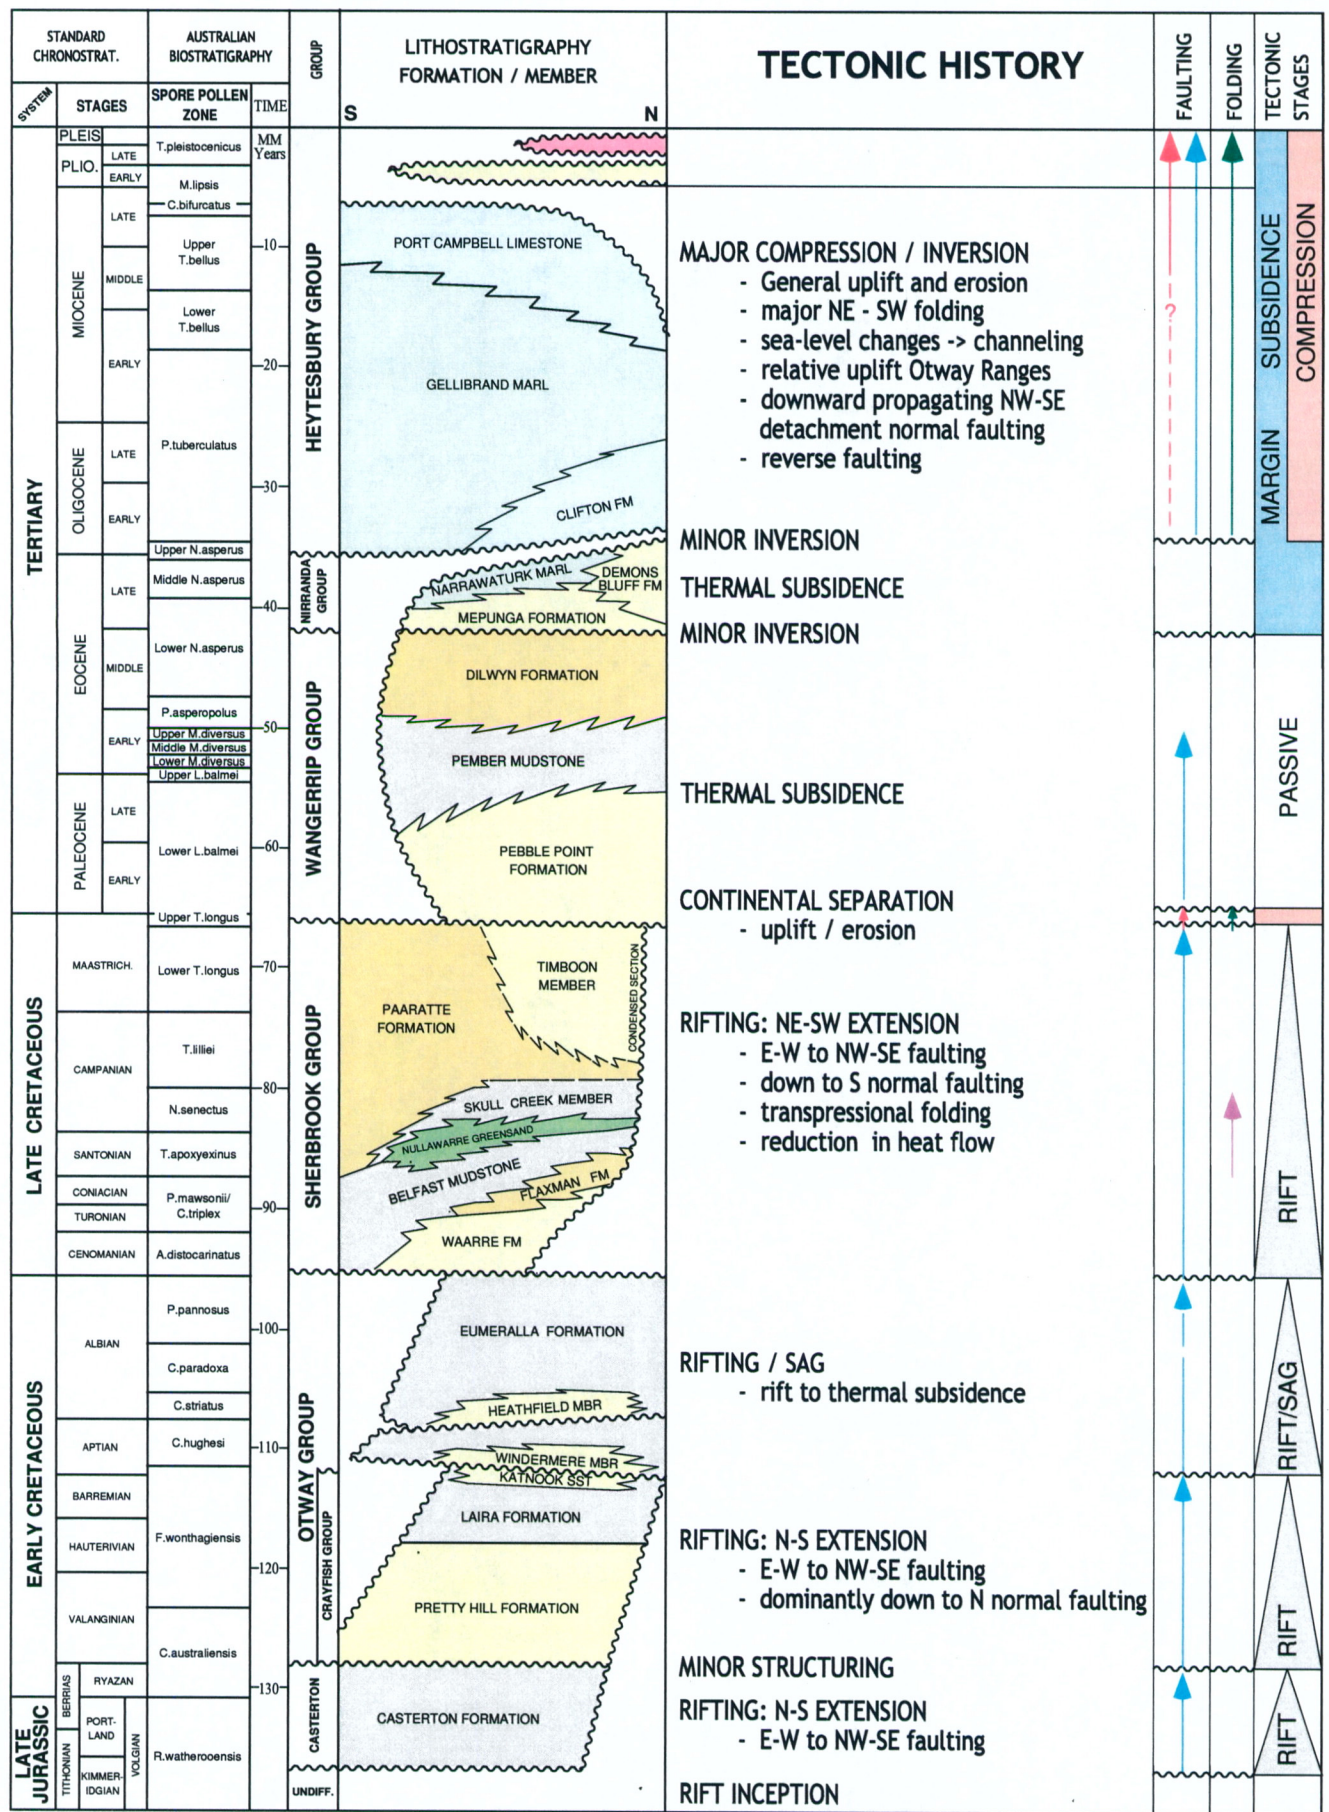 STANDARD
CHRONOSTRAT.
AUSTRALIAN
BIOSTRATIGRAPHY
GROUP
LITHOSTRATIGRAPHY
FORMATION / MEMBER
TECTONIC HISTORY
FAULTING
FOLDING
TECTONIC
STAGES
SYSTEM
STAGES
SPORE POLLEN
ZONE
TIME
S
N
MM
Years
10
20
30
40
50
60
70
80
90
100
110
120
130
TERTIARY
LATE CRETACEOUS
EARLY CRETACEOUS
LATE
JURASSIC
PLEIS
PLIO.
LATE
EARLY
MIOCENE
LATE
MIDDLE
EARLY
OLIGOCENE
LATE
EARLY
EOCENE
LATE
MIDDLE
EARLY
PALEOCENE
LATE
EARLY
MAASTRICH.
CAMPANIAN
SANTONIAN
CONIACIAN
TURONIAN
CENOMANIAN
ALBIAN
APTIAN
BARREMIAN
HAUTERIVIAN
VALANGINIAN
BERRIAS
RYAZAN
TITHONIAN
PORT-
LAND
KIMMER-
IDGIAN
VOLGIAN
T.pleistocenicus
M.lipsis
C.bifurcatus
Upper
T.bellus
Lower
T.bellus
P.tuberculatus
Upper N.asperus
Middle N.asperus
Lower N.asperus
P.asperopolus
Upper M.diversus
Middle M.diversus
Lower M.diversus
Upper L.balmei
Lower L.balmei
Upper T.longus
Lower T.longus
T.lilliei
N.senectus
T.apoxyexinus
P.mawsonii/
C.triplex
A.distocarinatus
P.pannosus
C.paradoxa
C.striatus
C.hughesi
F.wonthagiensis
C.australiensis
R.watherooensis
HEYTESBURY GROUP
NIRRANDA
GROUP
WANGERRIP GROUP
SHERBROOK GROUP
OTWAY GROUP
CRAYFISH GROUP
CASTERTON
UNDIFF.
PORT CAMPBELL LIMESTONE
GELLIBRAND MARL
CLIFTON FM
NARRAWATURK MARL
DEMONS
BLUFF FM
MEPUNGA FORMATION
DILWYN FORMATION
PEMBER MUDSTONE
PEBBLE POINT
FORMATION
TIMBOON
MEMBER
CONDENSED SECTION
PAARATTE
FORMATION
SKULL CREEK MEMBER
NULLAWARRE GREENSAND
BELFAST MUDSTONE
FLAXMAN FM
WAARRE FM
EUMERALLA FORMATION
HEATHFIELD MBR
WINDERMERE MBR
KATNOOK SST
LAIRA FORMATION
PRETTY HILL FORMATION
CASTERTON FORMATION
MAJOR COMPRESSION / INVERSION
- General uplift and erosion
- major NE - SW folding
- sea-level changes -> channeling
- relative uplift Otway Ranges
- downward propagating NW-SE
detachment normal faulting
- reverse faulting
MINOR INVERSION
THERMAL SUBSIDENCE
MINOR INVERSION
THERMAL SUBSIDENCE
CONTINENTAL SEPARATION
- uplift / erosion
RIFTING: NE-SW EXTENSION
- E-W to NW-SE faulting
- down to S normal faulting
- transpressional folding
- reduction in heat flow
RIFTING / SAG
- rift to thermal subsidence
RIFTING: N-S EXTENSION
- E-W to NW-SE faulting
- dominantly down to N normal faulting
MINOR STRUCTURING
RIFTING: N-S EXTENSION
- E-W to NW-SE faulting
RIFT INCEPTION
?
MARGIN SUBSIDENCE
COMPRESSION
PASSIVE
RIFT
RIFT/SAG
RIFT
RIFT